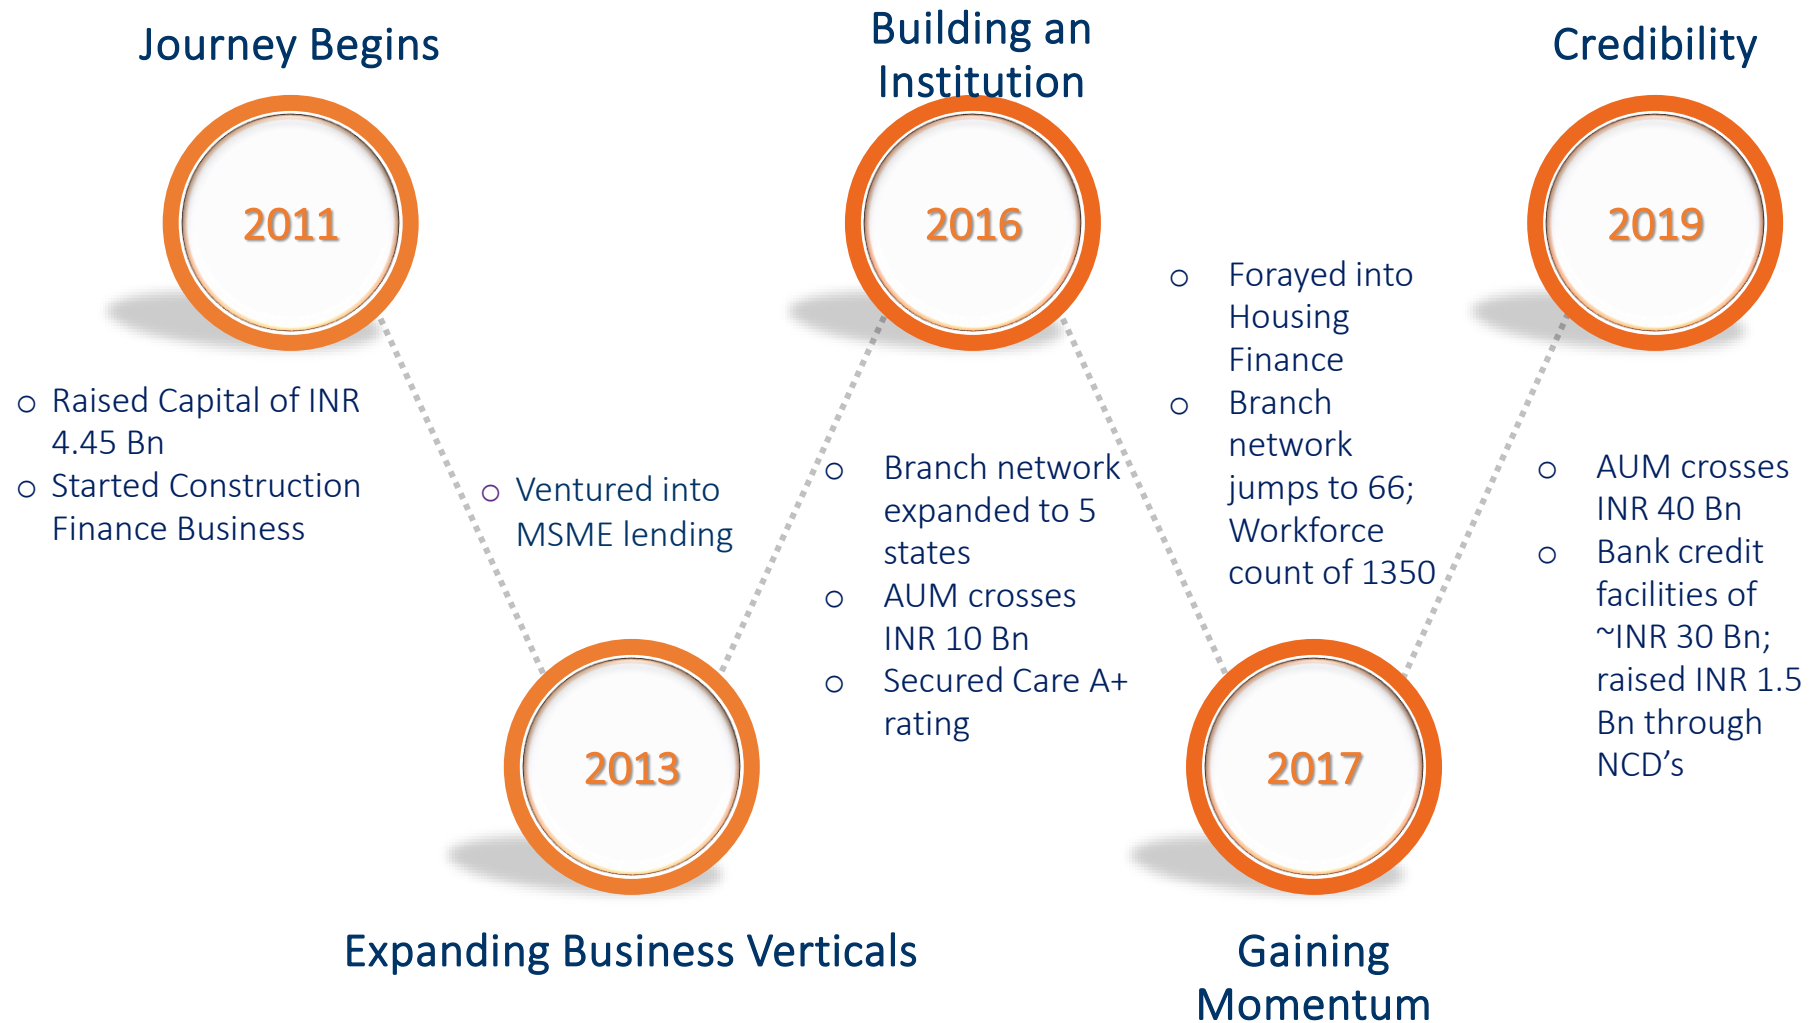 Journey Begins
2011
o Raised Capital of INR
4.45 Bn
o Started Construction
Finance Business
o Ventured into
MSME lending
2013
Expanding Business Verticals
Building an
Institution
2016
o Branch network
expanded to 5
states
o AUM crosses
INR 10 Bn
o Secured Care A+
rating
o Forayed into
Housing
Finance
o Branch
network
jumps to 66;
Workforce
count of 1350
2017
Gaining
Momentum
Credibility
2019
o AUM crosses
INR 40 Bn
o Bank credit
facilities of
~INR 30 Bn;
raised INR 1.5
Bn through
NCD’s